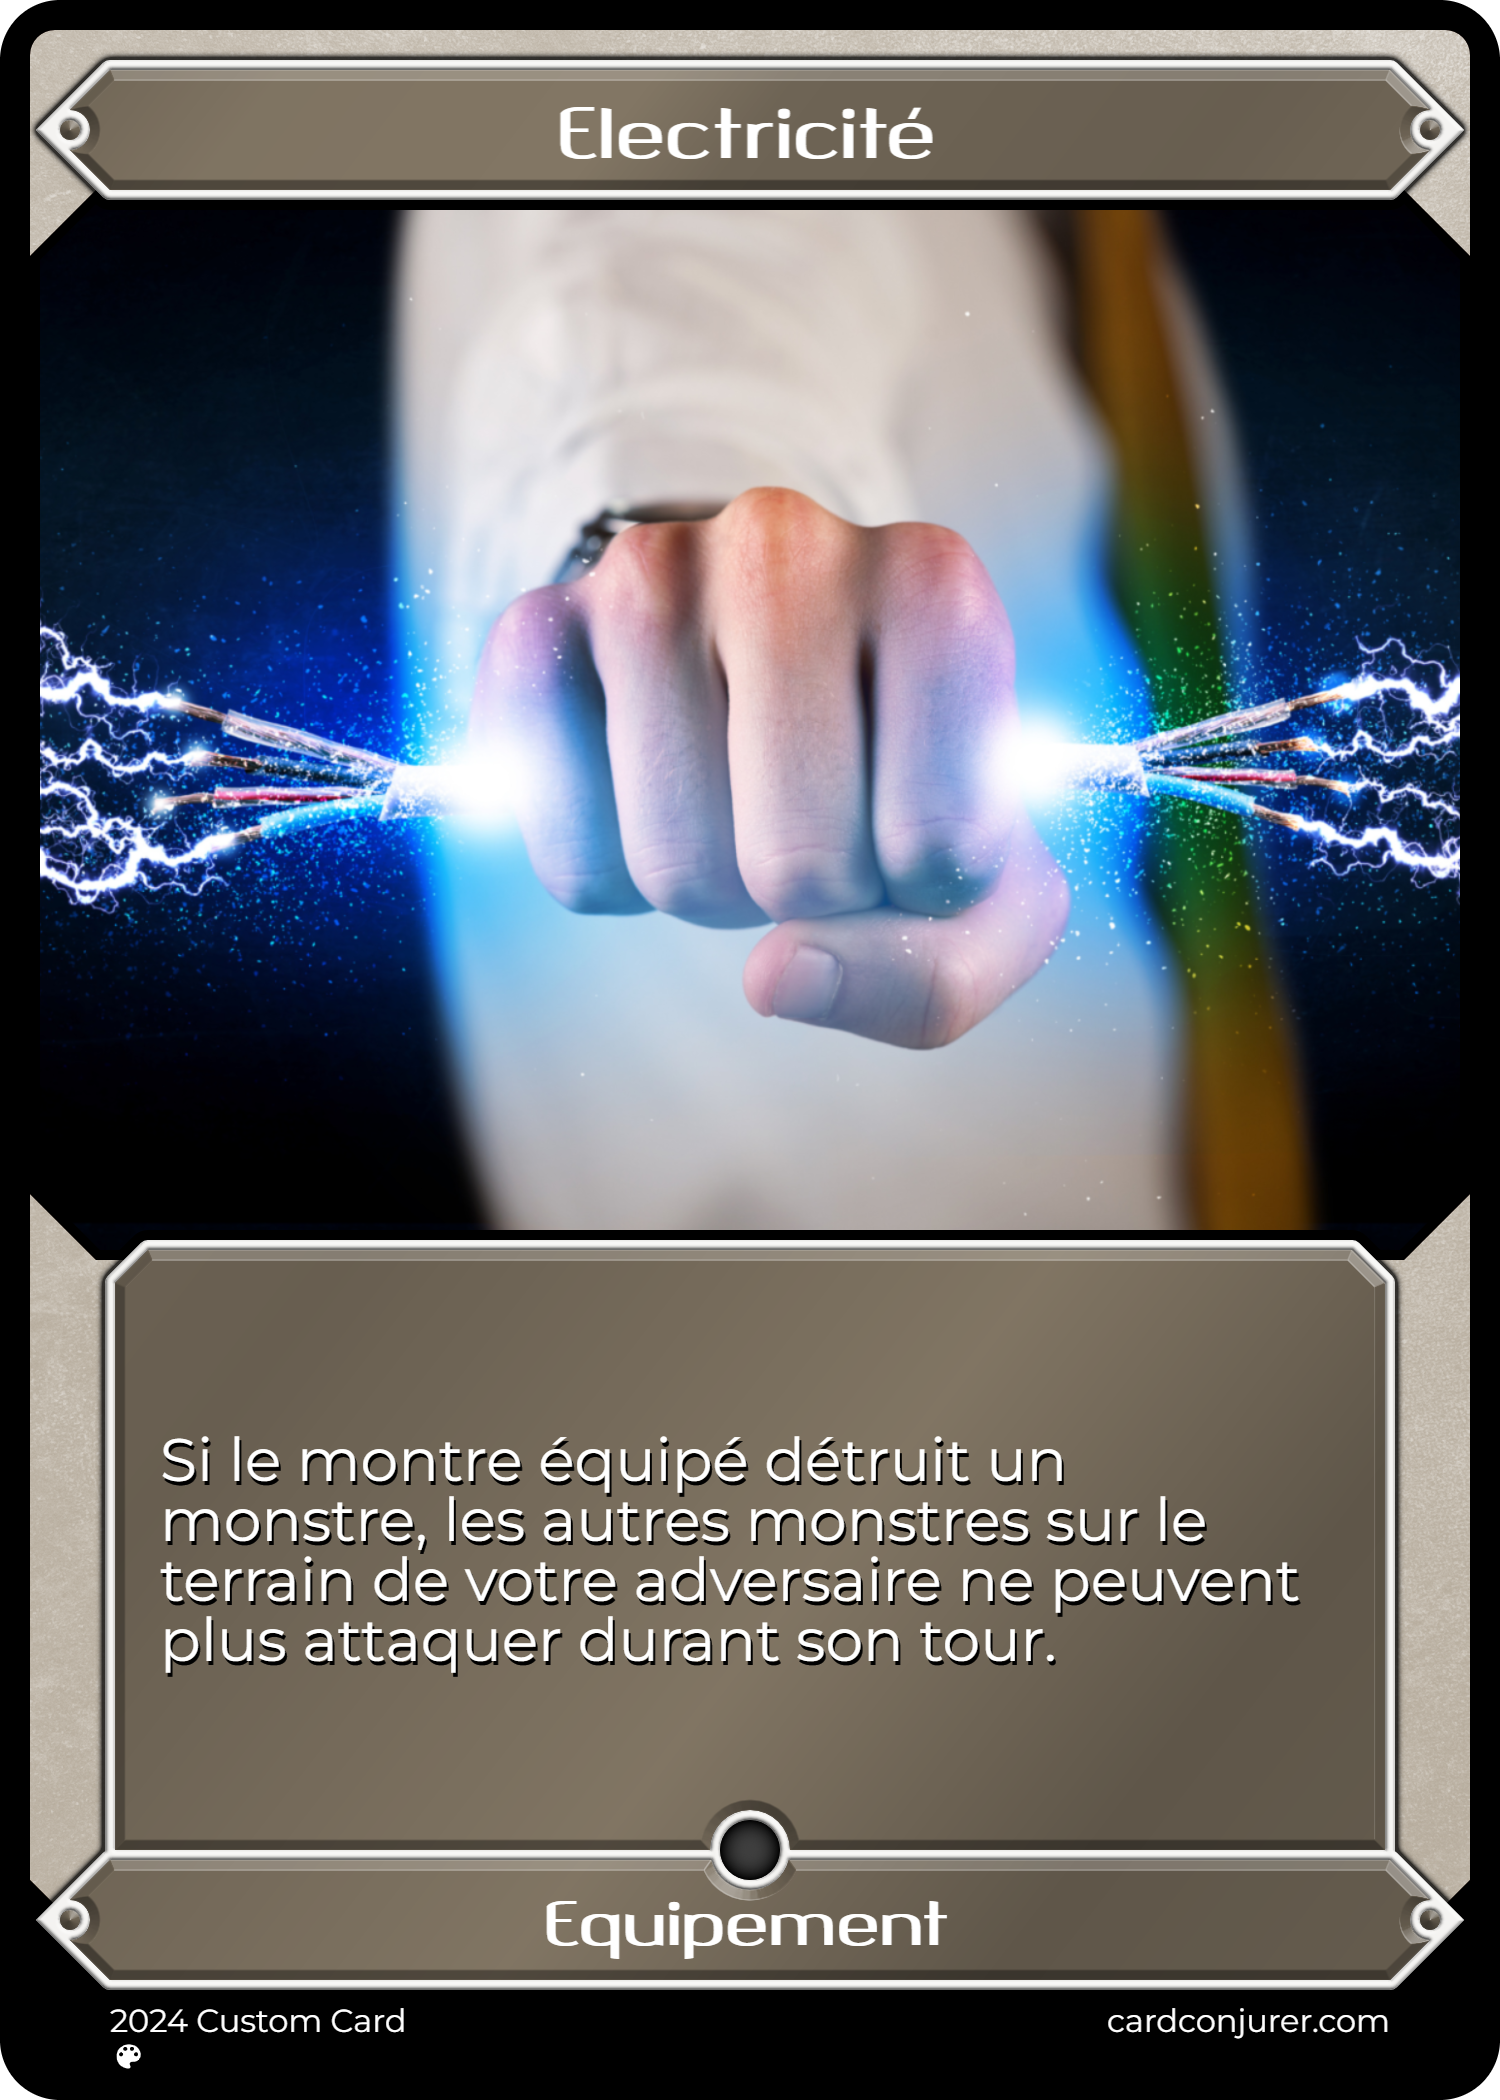 Electricité
Si le montre équipé détruit un
monstre, les autres monstres sur le
terrain de votre adversaire ne peuvent
plus attaquer durant son tour.
Equipement
2024 Custom Card
cardconjurer.com